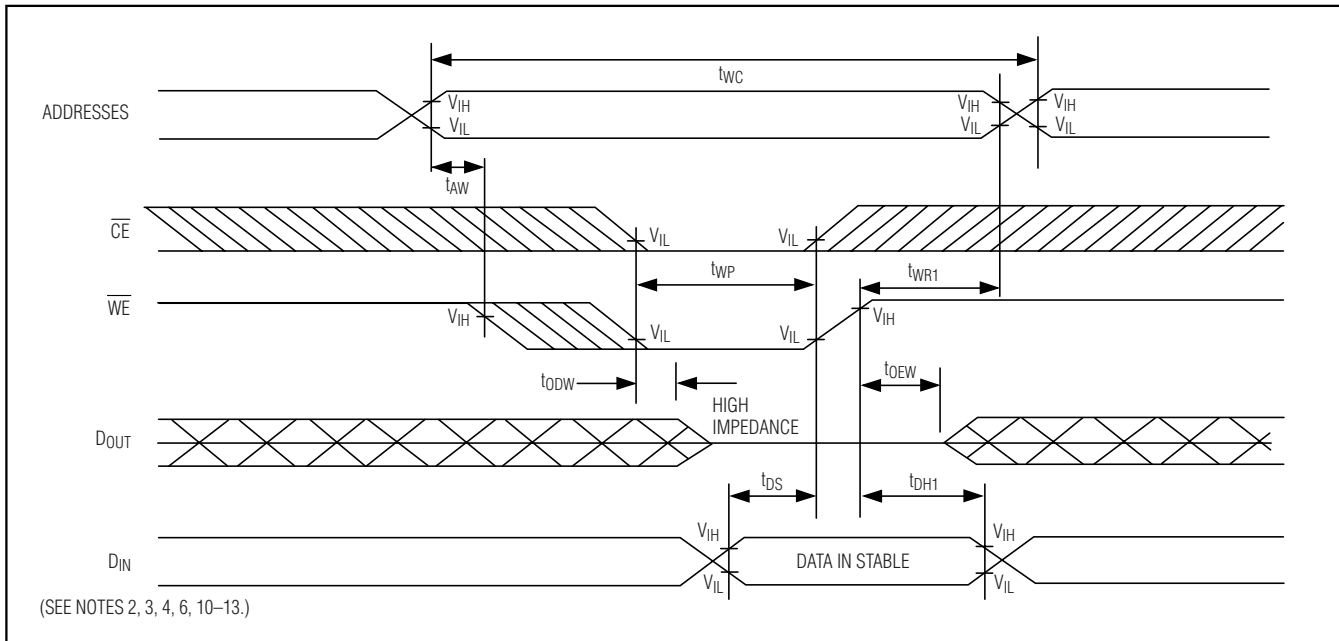 tWC
ADDRESSES
VIH
VIL
VIH
VIL
VIH
VIL
tAW
CE
VIL
VIL
tWP
tWR1
WE
VIH
VIL
VIL
VIH
tODW
tOEW
HIGH
IMPEDANCE
DOUT
tDS
tDH1
VIH
VIL
DIN
DATA IN STABLE
VIH
VIL
(SEE NOTES 2, 3, 4, 6, 10–13.)